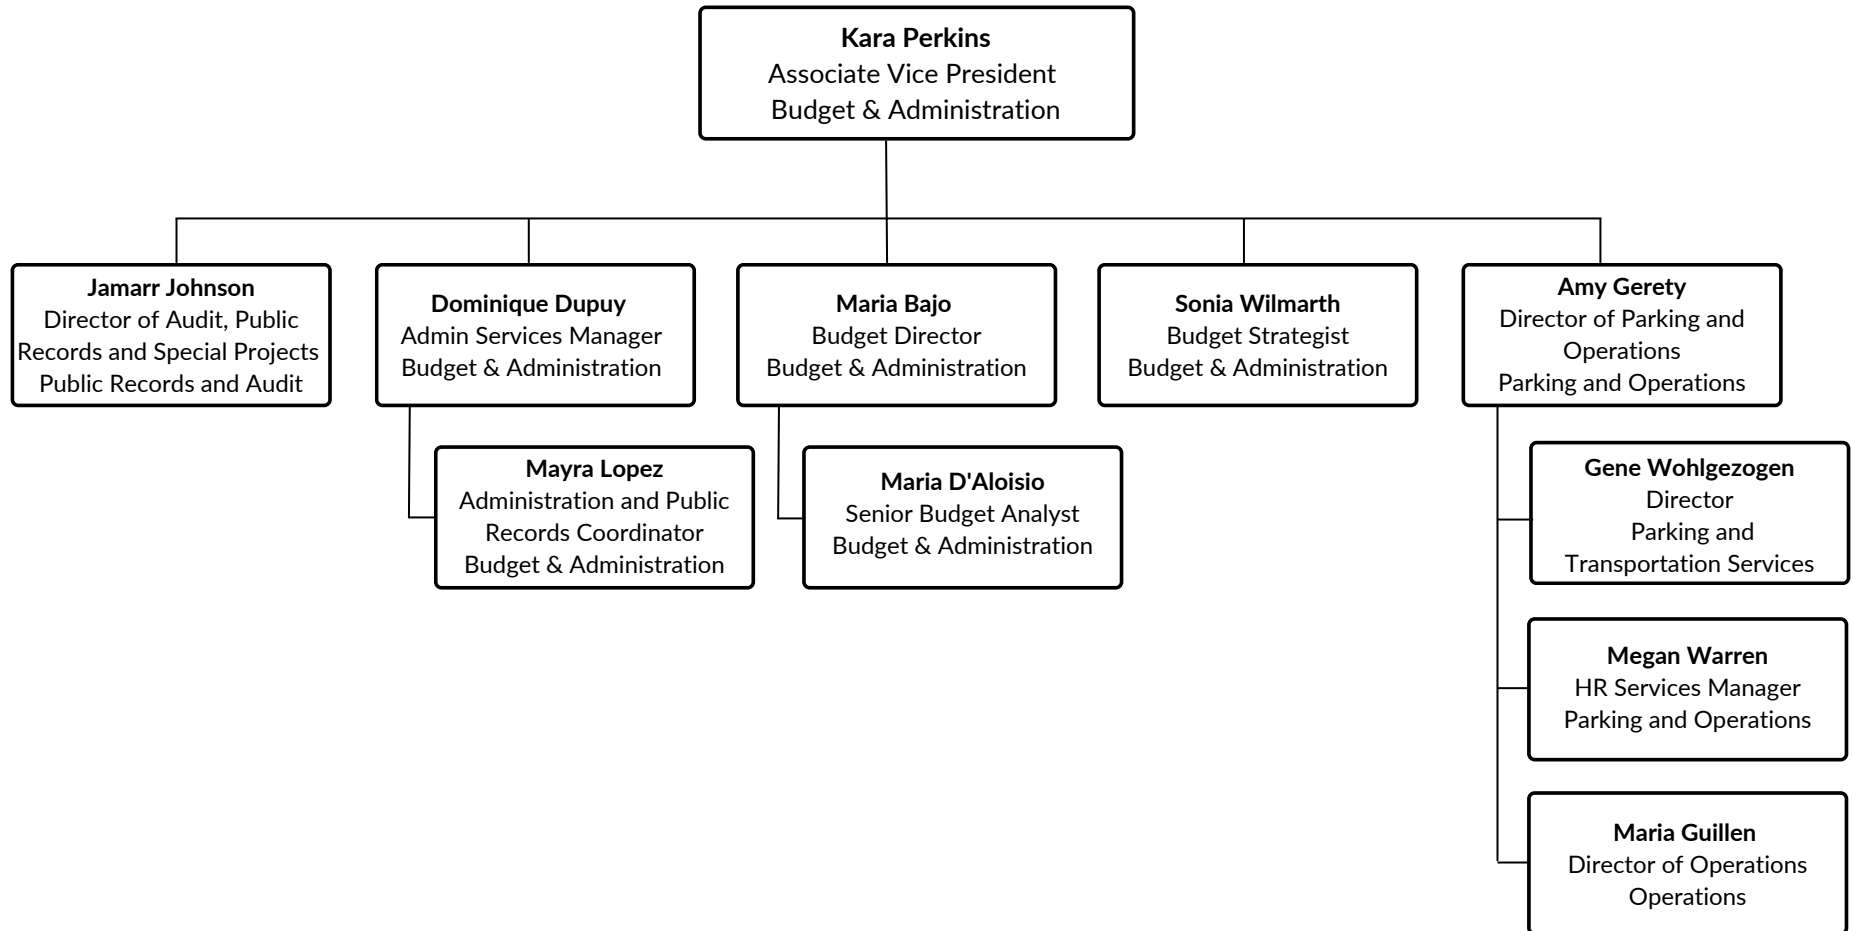 Kara Perkins
Associate Vice President
Budget & Administration
Jamarr Johnson
Director of Audit, Public
Records and Special Projects
Public Records and Audit
Dominique Dupuy
Admin Services Manager
Budget & Administration
Maria Bajo
Budget Director
Budget & Administration
Sonia Wilmarth
Budget Strategist
Budget & Administration
Amy Gerety
Director of Parking and
Operations
Parking and Operations
Mayra Lopez
Administration and Public
Records Coordinator
Budget & Administration
Maria D'Aloisio
Senior Budget Analyst
Budget & Administration
Gene Wohlgezogen
Director
Parking and
Transportation Services
Megan Warren
HR Services Manager
Parking and Operations
Maria Guillen
Director of Operations
Operations